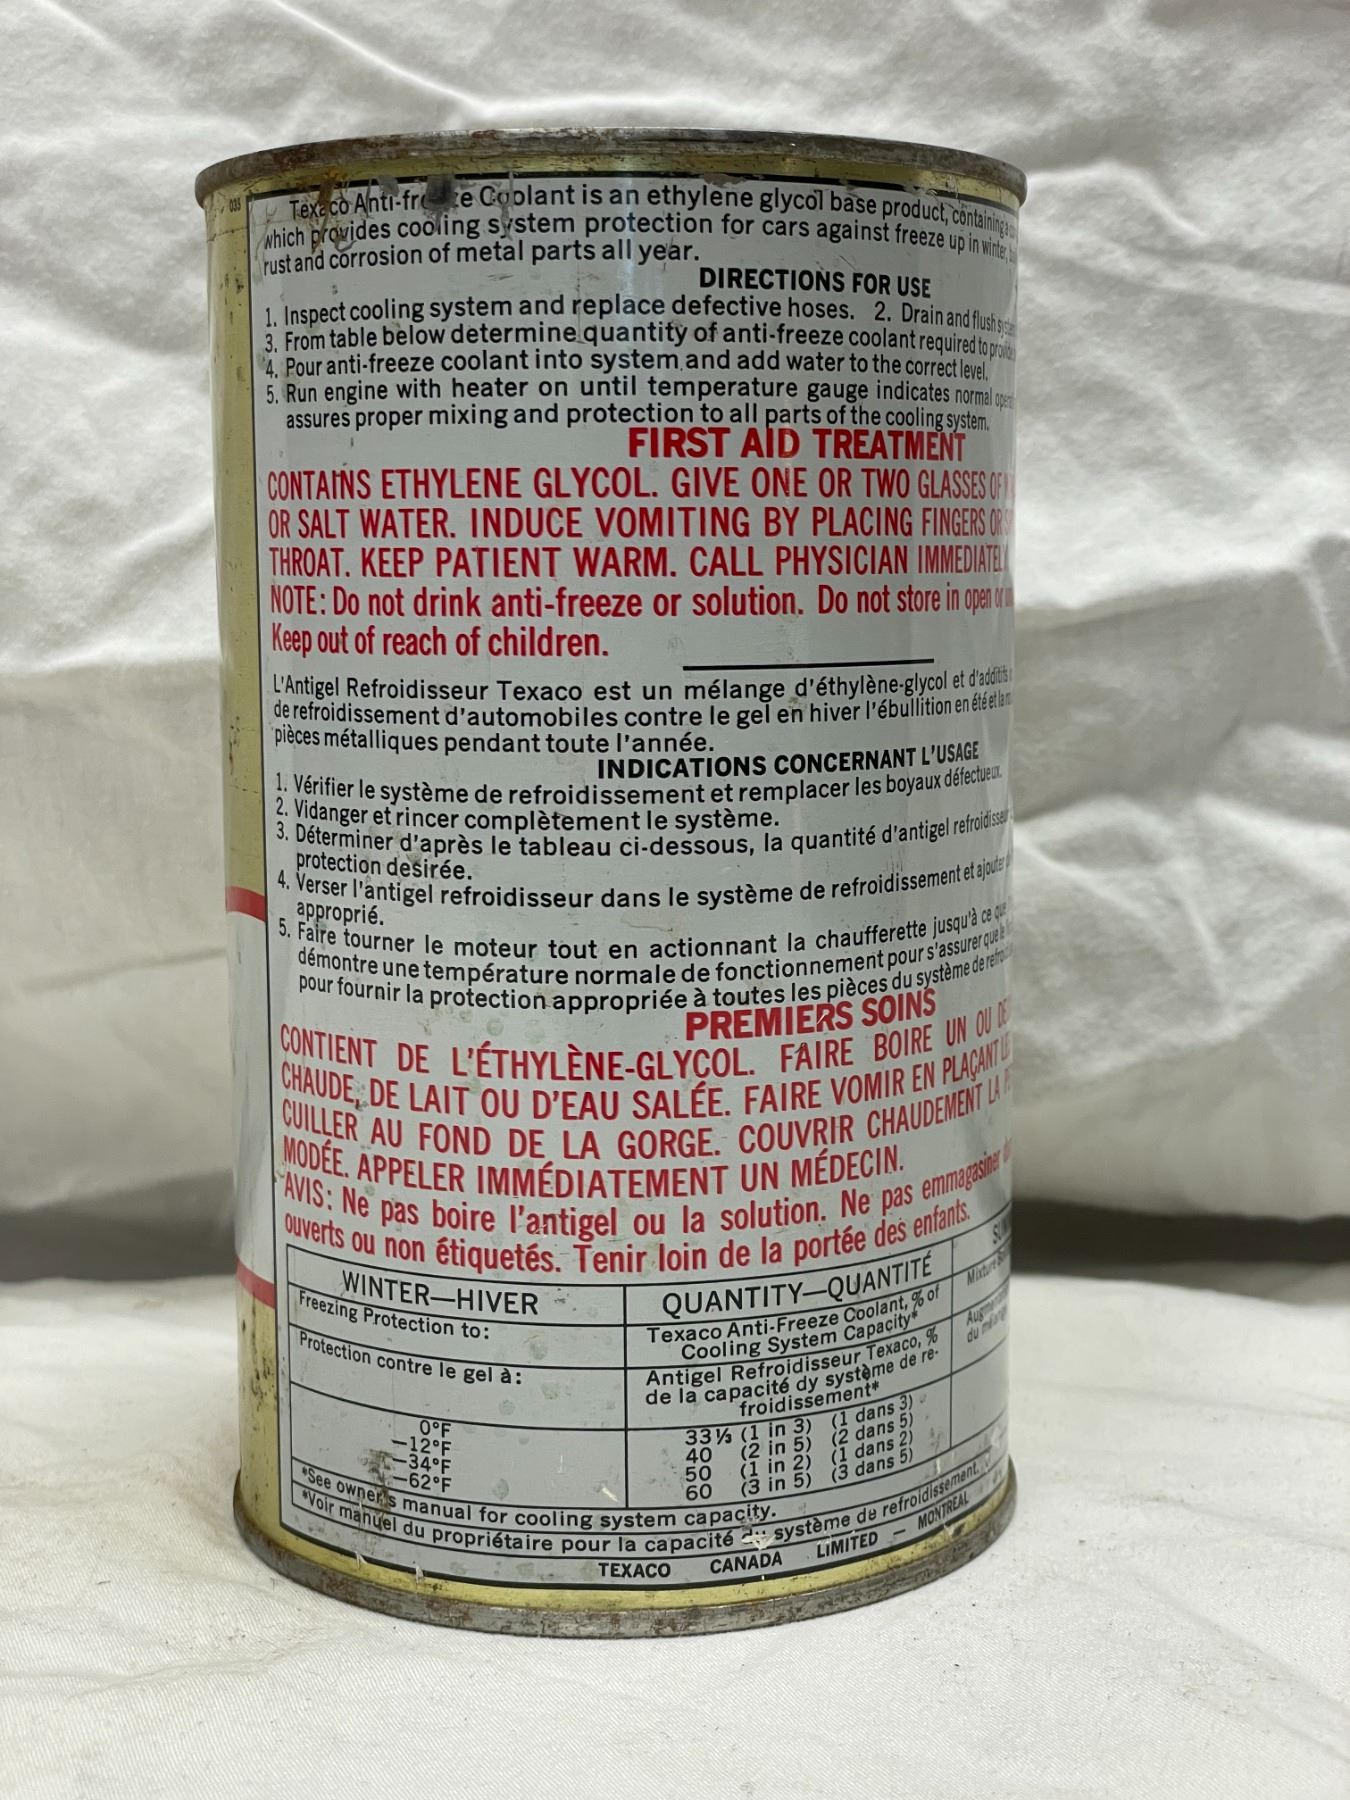 035
Texaco Anti-freeze Coolant is an ethylene glycol base product, containing
which provides cooling system protection for cars against freeze up in winter,
rust and corrosion of metal parts all year.
DIRECTIONS FOR USE
1. Inspect cooling system and replace defective hoses. 2. Drain and flush
3. From table below determine quantity of anti-freeze coolant required to
4. Pour anti-freeze coolant into system and add water to the correct level.
5. Run engine with heater on until temperature gauge indicates normal
assures proper mixing and protection to all parts of the cooling system.
FIRST AID TREATMENT
CONTAINS ETHYLENE GLYCOL. GIVE ONE OR TWO GLASSES OF
OR SALT WATER. INDUCE VOMITING BY PLACING FINGERS OR
THROAT. KEEP PATIENT WARM. CALL PHYSICIAN IMMEDIATELY
NOTE: Do not drink anti-freeze or solution. Do not store in open or
Keep out of reach of children.
L'Antigel Refroidisseur Texaco est un mélange d'éthylène-glycol et d'additifs
de refroidissement d'automobiles contre le gel en hiver l'ébullition en été et la
pièces métalliques pendant toute l'année.
INDICATIONS CONCERNANT L'USAGE
1. Vérifier le système de refroidissement et remplacer les boyaux défectueux.
2. Vidanger et rincer complètement le système.
3. Déterminer d'après le tableau ci-dessous, la quantité d'antigel refroidisseur
protection desirée.
4. Verser l'antigel refroidisseur dans le système de refroidissement et ajouter
approprié.
5. Faire tourner le moteur tout en actionnant la chaufferette jusqu'à ce que
démontre une température normale de fonctionnement pour s'assurer que le
pour fournir la protection appropriée à toutes les pièces du système de
PREMIERS SOINS
CONTIENT DE L'ÉTHYLÈNE-GLYCOL. FAIRE BOIRE UN OU
CHAUDE, DE LAIT OU D'EAU SALÉE. FAIRE VOMIR EN PLAÇANT
CUILLER AU FOND DE LA GORGE. COUVRIR CHAUDEMENT LA
MODÉE. APPELER IMMÉDIATEMENT UN MÉDECIN.
AVIS: Ne pas boire l'antigel ou la solution. Ne pas emmagasiner
ouverts ou non étiquetés. Tenir loin de la portée des enfants.
WINTER—HIVER QUANTITY—QUANTITÉ
Freezing Protection to: Texaco Anti-Freeze Coolant, % of
Cooling System Capacity* Mixture
Protection contre le gel à: Antigel Refroidisseur Texaco, %
de la capacité dy système de re-
froidissement*
0°F 33⅓ (1 in 3) (1 dans 3)
—12°F 40 (2 in 5) (2 dans 5)
—34°F 50 (1 in 2) (1 dans 2)
—62°F 60 (3 in 5) (3 dans 5)
*See owner's manual for cooling system capacity.
*Voir manuel du propriétaire pour la capacité du système de refroidissement.
TEXACO CANADA LIMITED — MONTREAL